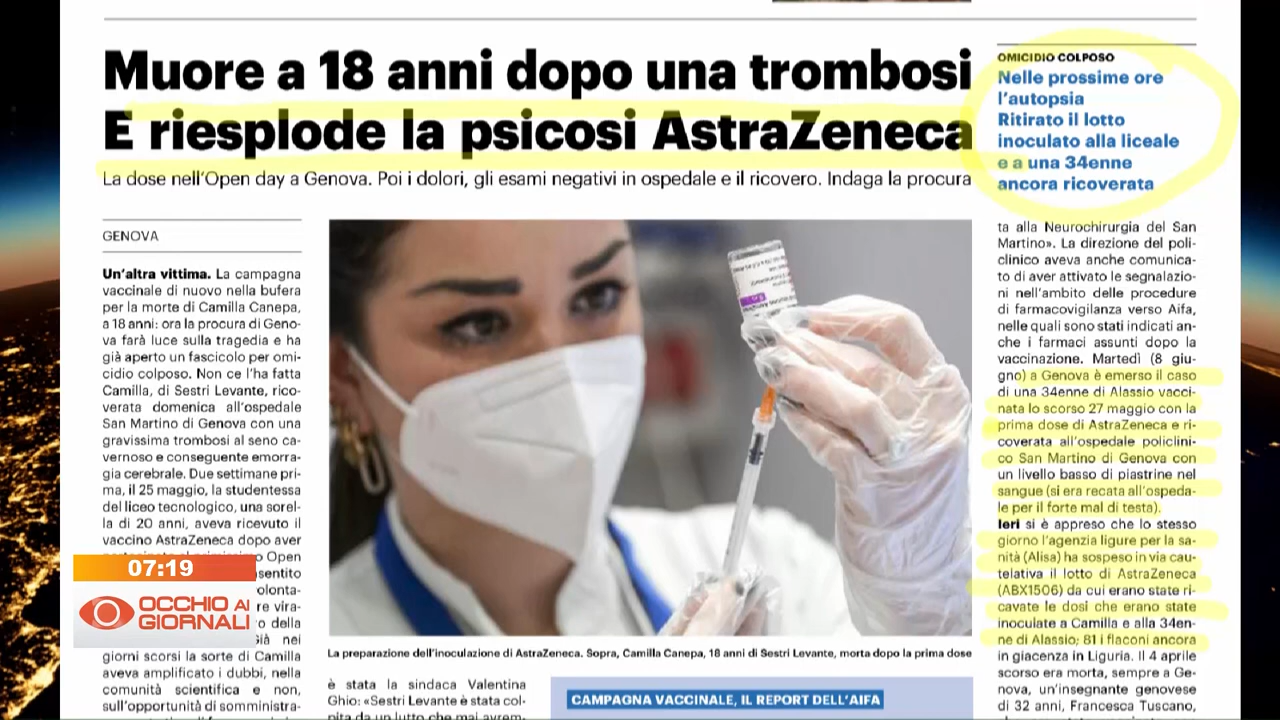 Muore a 18 anni dopo una trombosi
E riesplode la psicosi AstraZeneca
La dose nell'Open day a Genova. Poi i dolori, gli esami negativi in ospedale e il ricovero. Indaga la procura
OMICIDIO COLPOSO
Nelle prossime ore
l'autopsia
Ritirato il lotto
inoculato alla liceale
e a una 34enne
ancora ricoverata
GENOVA
Un'altra vittima. La campagna
vaccinale di nuovo nella bufera
per la morte di Camilla Canepa,
a 18 anni: ora la procura di Geno-
va farà luce sulla tragedia e ha
già aperto un fascicolo per omi-
cidio colposo. Non ce l'ha fatta
Camilla, di Sestri Levante, rico-
verata domenica all'ospedale
San Martino di Genova con una
gravissima trombosi al seno ca-
vernoso e conseguente emorra-
gia cerebrale. Due settimane pri-
ma, il 25 maggio, la studentessa
del liceo tecnologico, una sorel-
la di 20 anni, aveva ricevuto il
vaccino AstraZeneca dopo aver
Open
sentito
olonta-
re vira-
o della
ià nei
giorni scorsi la sorte di Camilla
aveva amplificato i dubbi, nella
comunità scientifica e non,
sull'opportunità di somministra-
07:19
OCCHIO AI
GIORNALI
La preparazione dell'inoculazione di AstraZeneca. Sopra, Camilla Canepa, 18 anni di Sestri Levante, morta dopo la prima dose
è stata la sindaca Valentina
Ghio: «Sestri Levante è stata col-
pita da un lutto che mai avrem-
CAMPAGNA VACCINALE, IL REPORT DELL'AIFA
ta alla Neurochirurgia del San
Martino». La direzione del poli-
clinico aveva anche comunica-
to di aver attivato le segnalazio-
ni nell'ambito delle procedure
di farmacovigilanza verso Aifa,
nelle quali sono stati indicati an-
che i farmaci assunti dopo la
vaccinazione. Martedì (8 giu-
gno) a Genova è emerso il caso
di una 34enne di Alassio vacci-
nata lo scorso 27 maggio con la
prima dose di AstraZeneca e ri-
coverata all'ospedale policlini-
co San Martino di Genova con
un livello basso di piastrine nel
sangue (si era recata all'ospeda-
le per il forte mal di testa).
Ieri si è appreso che lo stesso
giorno l'agenzia ligure per la sa-
nità (Alisa) ha sospeso in via cau-
telativa il lotto di AstraZeneca
(ABX1506) da cui erano state ri-
cavate le dosi che erano state
inoculate a Camilla e alla 34en-
ne di Alassio; 81 i flaconi ancora
in giacenza in Liguria. Il 4 aprile
scorso era morta, sempre a Ge-
nova, un'insegnante genovese
di 32 anni, Francesca Tuscano,